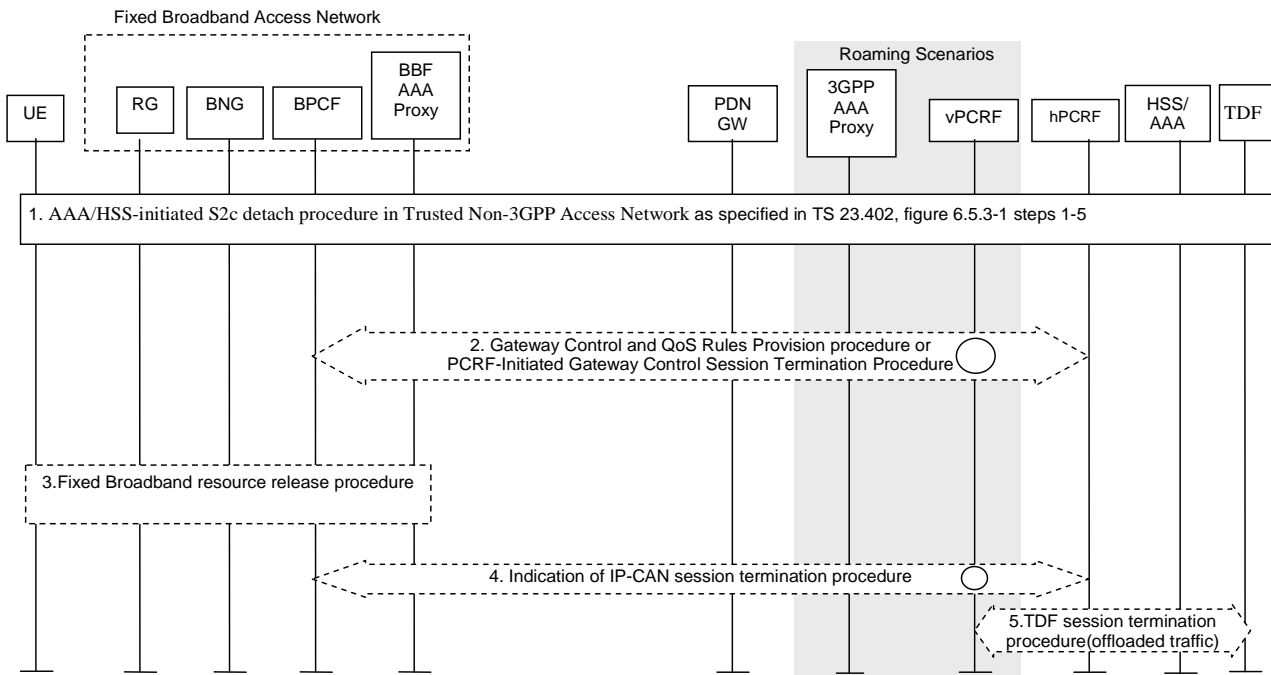 Fixed Broadband Access Network
Roaming Scenarios
UE
RG
BNG
BPCF
BBF
AAA
Proxy
PDN
GW
3GPP
AAA
Proxy
vPCRF
hPCRF
HSS/
AAA
TDF
1. AAA/HSS-initiated S2c detach procedure in Trusted Non-3GPP Access Network as specified in TS 23.402, figure 6.5.3-1 steps 1-5
2. Gateway Control and QoS Rules Provision procedure or
PCRF-Initiated Gateway Control Session Termination Procedure
3.Fixed Broadband resource release procedure
4. Indication of IP-CAN session termination procedure
5.TDF session termination
procedure(offloaded traffic)